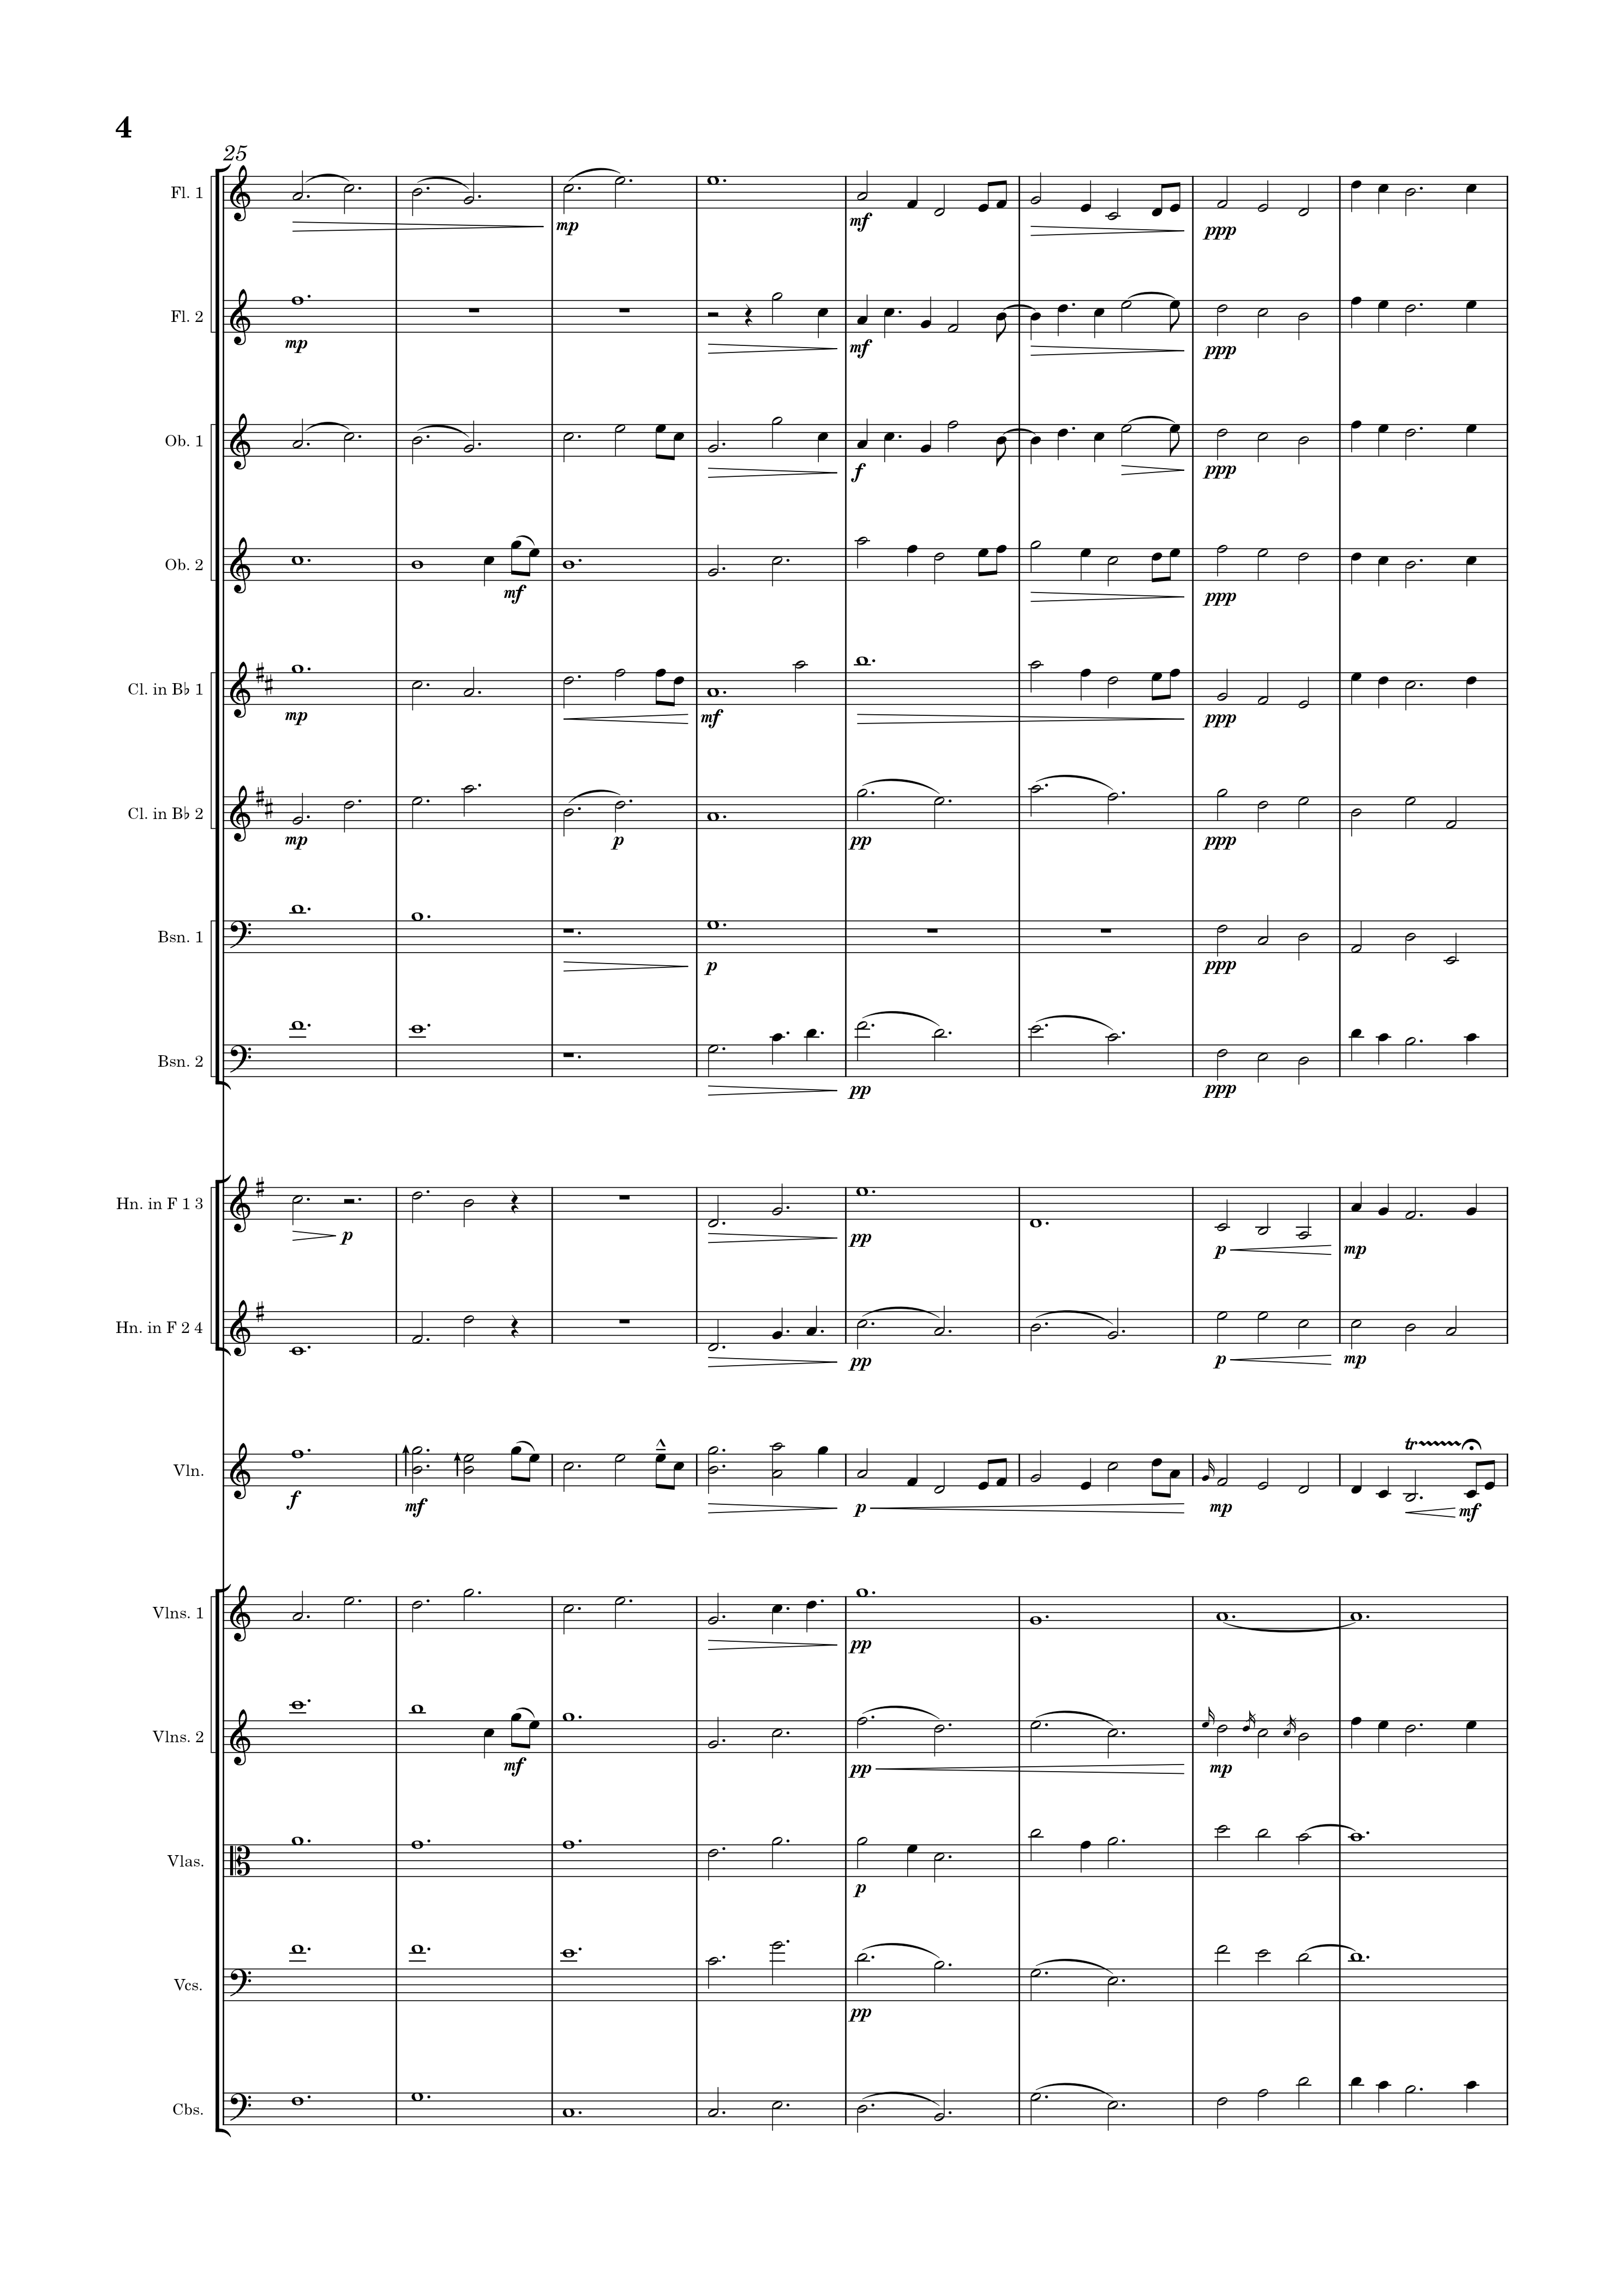 4
25
Fl. 1
mp
mf
ppp
Fl. 2
mp
mf
ppp
Ob. 1
f
ppp
Ob. 2
mf
ppp
Cl. in B♭ 1
mp
mf
ppp
Cl. in B♭ 2
mp
p
pp
ppp
Bsn. 1
p
ppp
Bsn. 2
pp
ppp
Hn. in F 1 3
p
pp
p
mp
Hn. in F 2 4
pp
p
mp
Vln.
f
mf
p
mp
tr
mf
Vlns. 1
pp
Vlns. 2
mf
pp
mp
Vlas.
p
Vcs.
pp
Cbs.